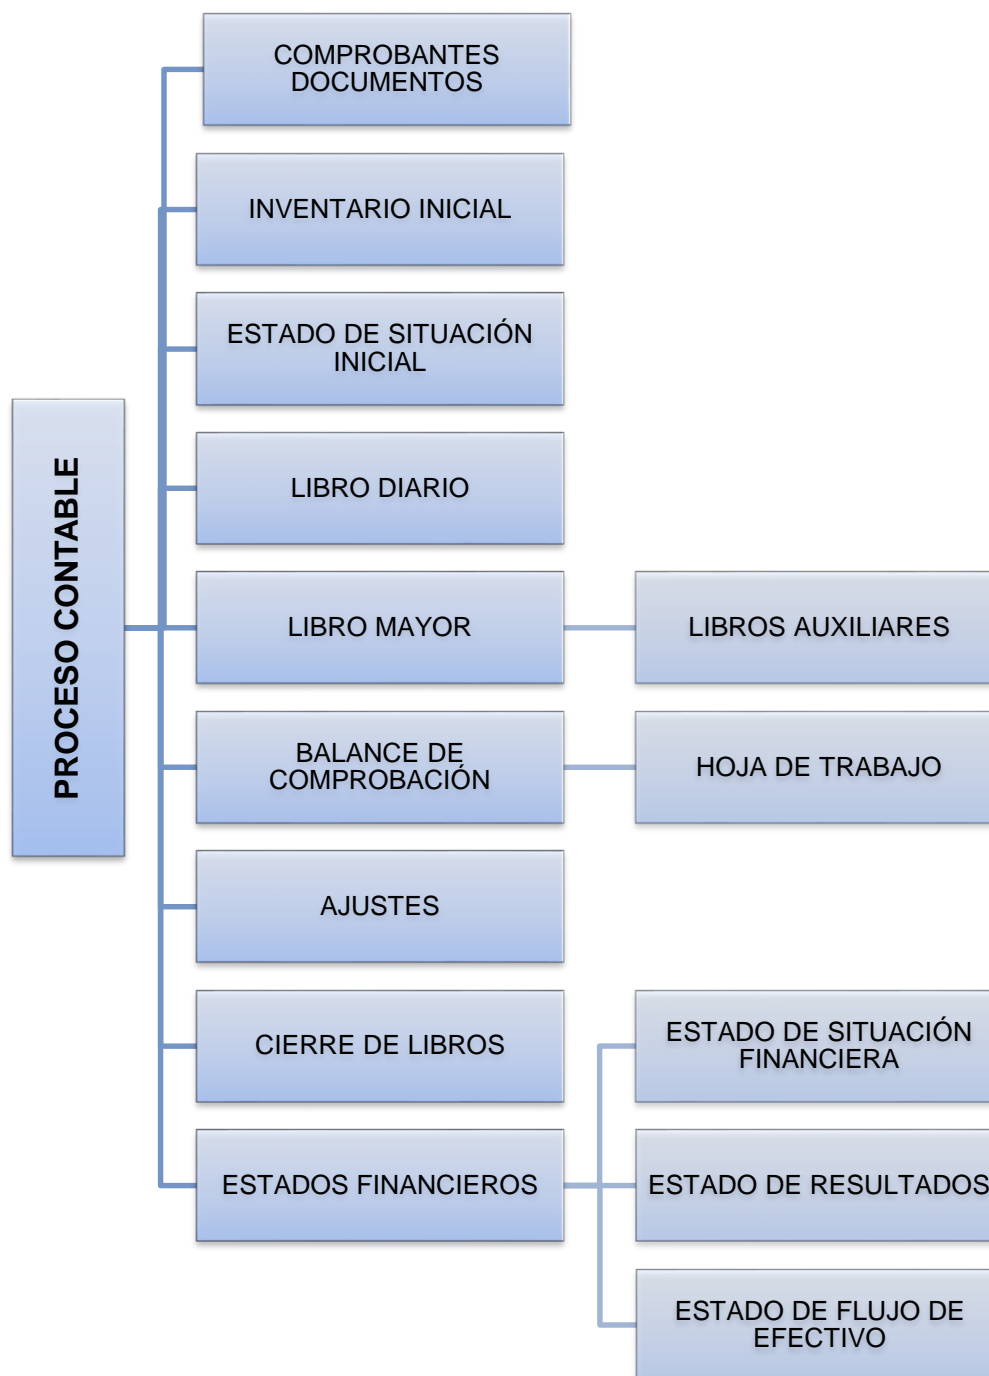 COMPROBANTES
DOCUMENTOS
INVENTARIO INICIAL
ESTADO DE SITUACIÓN
INICIAL
LIBRO DIARIO
PROCESO CONTABLE
LIBRO MAYOR
LIBROS AUXILIARES
BALANCE DE
COMPROBACIÓN
HOJA DE TRABAJO
AJUSTES
CIERRE DE LIBROS
ESTADO DE SITUACIÓN
FINANCIERA
ESTADOS FINANCIEROS
ESTADO DE RESULTADOS
ESTADO DE FLUJO DE
EFECTIVO